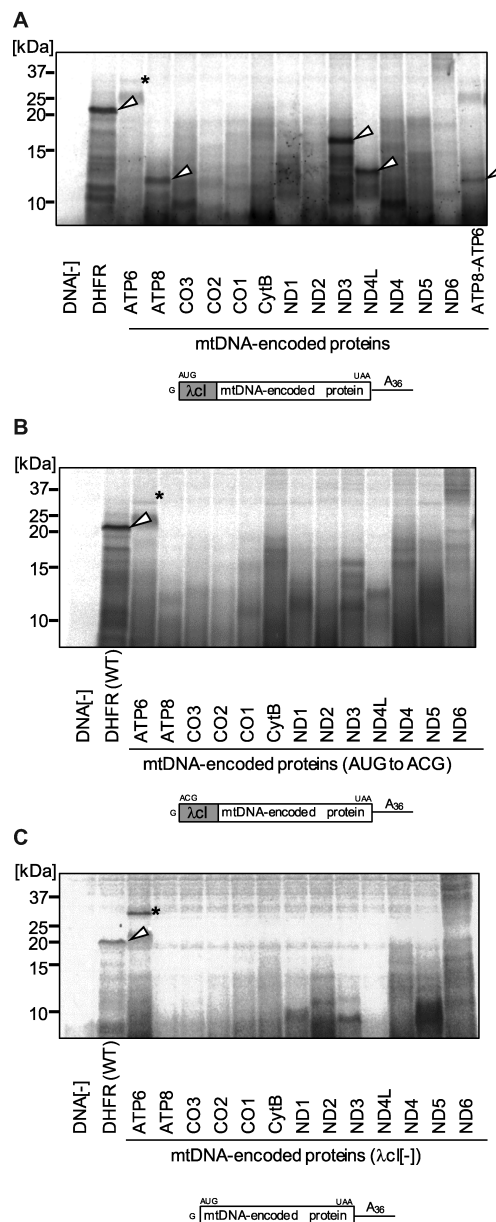 A
[kDa]
37
25
20
15
10
*
DNA[-]
DHFR
ATP6
ATP8
CO3
CO2
CO1
CytB
ND1
ND2
ND3
ND4L
ND4
ND5
ND6
ATP8-ATP6
mtDNA-encoded proteins
AUG UAA
G λcI mtDNA-encoded protein A36
B
[kDa]
37
25
20
15
10
*
DNA[-]
DHFR (WT)
ATP6
ATP8
CO3
CO2
CO1
CytB
ND1
ND2
ND3
ND4L
ND4
ND5
ND6
mtDNA-encoded proteins (AUG to ACG)
ACG UAA
G λcI mtDNA-encoded protein A36
C
[kDa]
37
25
20
15
10
*
DNA[-]
DHFR (WT)
ATP6
ATP8
CO3
CO2
CO1
CytB
ND1
ND2
ND3
ND4L
ND4
ND5
ND6
mtDNA-encoded proteins (λcI[-])
AUG UAA
G mtDNA-encoded protein A36